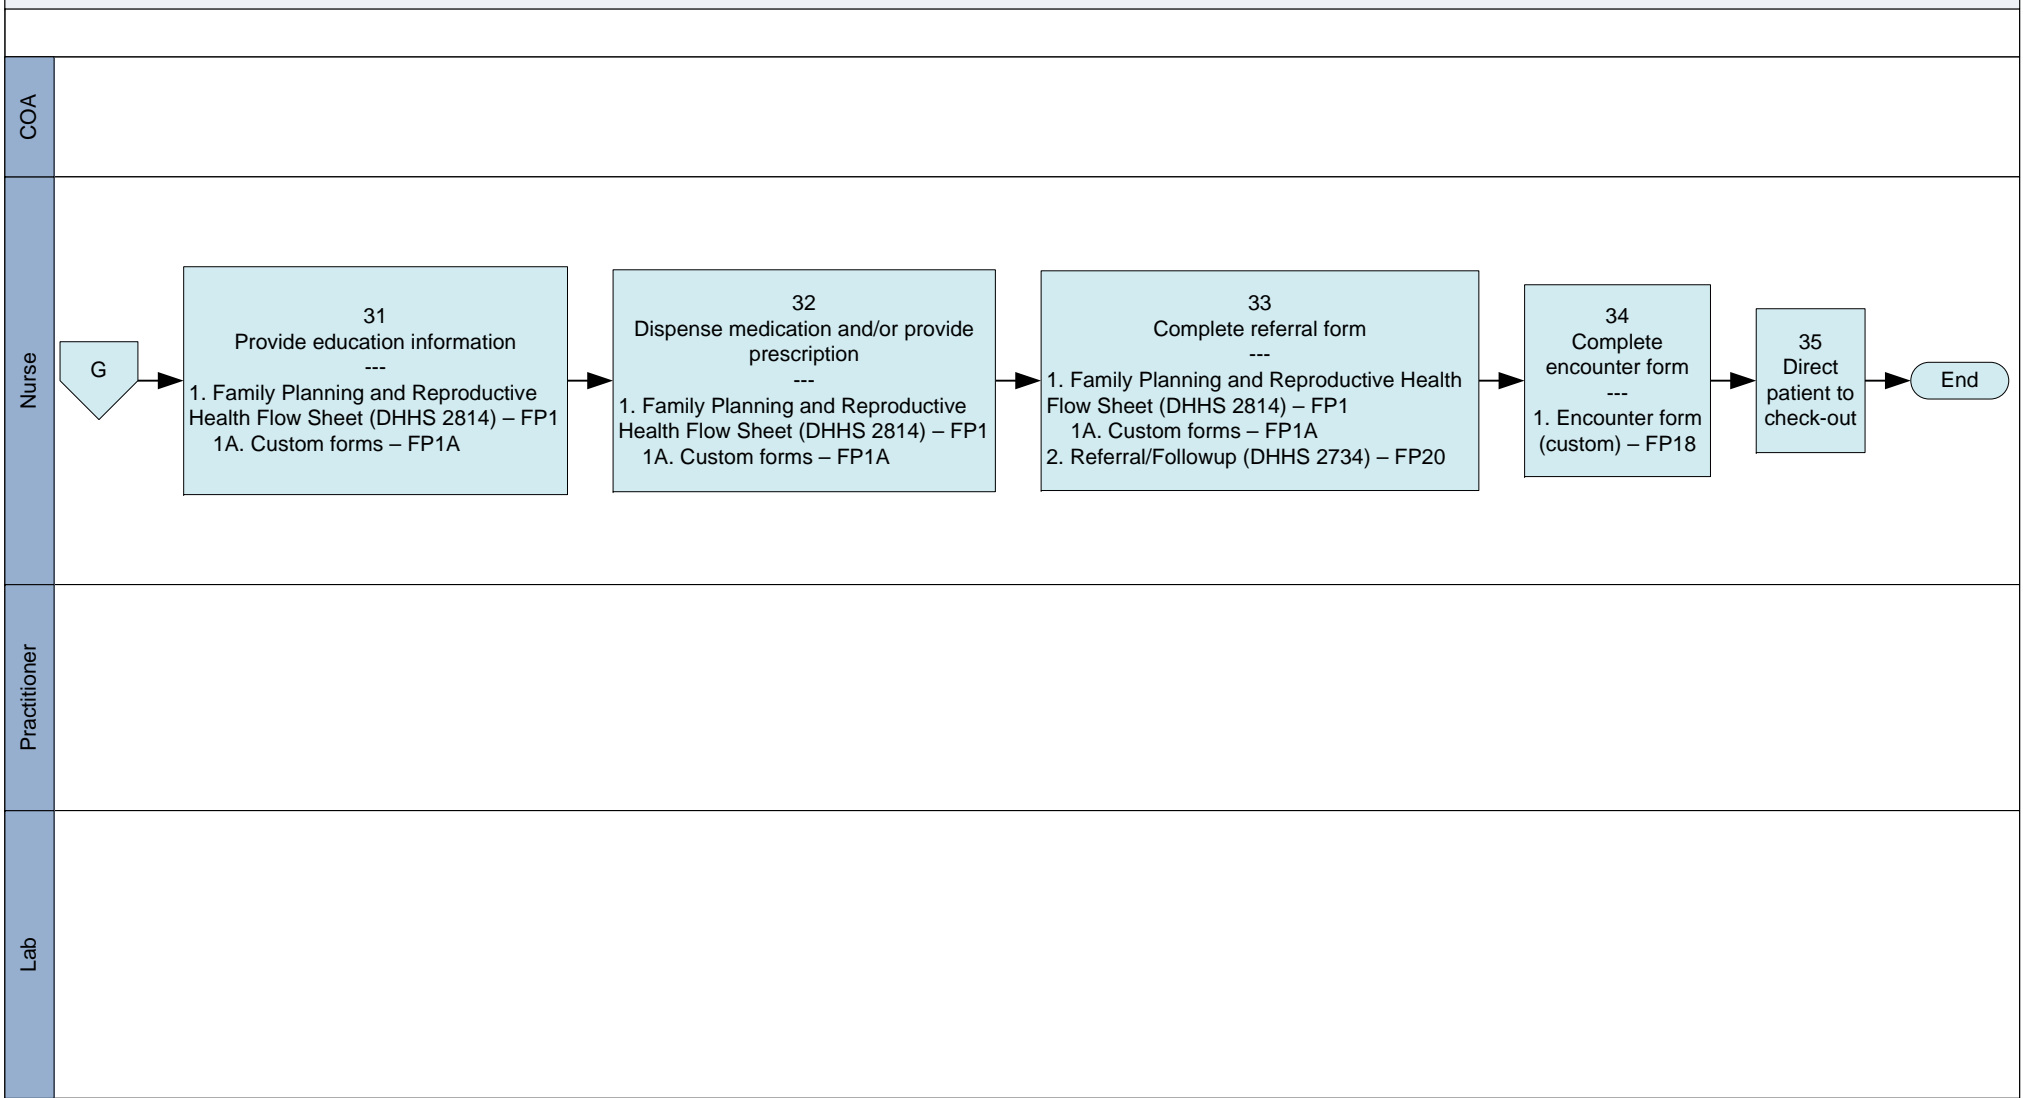 COA
Nurse
G
31
Provide education information
---
1. Family Planning and Reproductive
Health Flow Sheet (DHHS 2814) – FP1
1A. Custom forms – FP1A
32
Dispense medication and/or provide
prescription
---
1. Family Planning and Reproductive
Health Flow Sheet (DHHS 2814) – FP1
1A. Custom forms – FP1A
33
Complete referral form
---
1. Family Planning and Reproductive Health
Flow Sheet (DHHS 2814) – FP1
1A. Custom forms – FP1A
2. Referral/Followup (DHHS 2734) – FP20
34
Complete
encounter form
---
1. Encounter form
(custom) – FP18
35
Direct
patient to
check-out
End
Practitioner
Lab